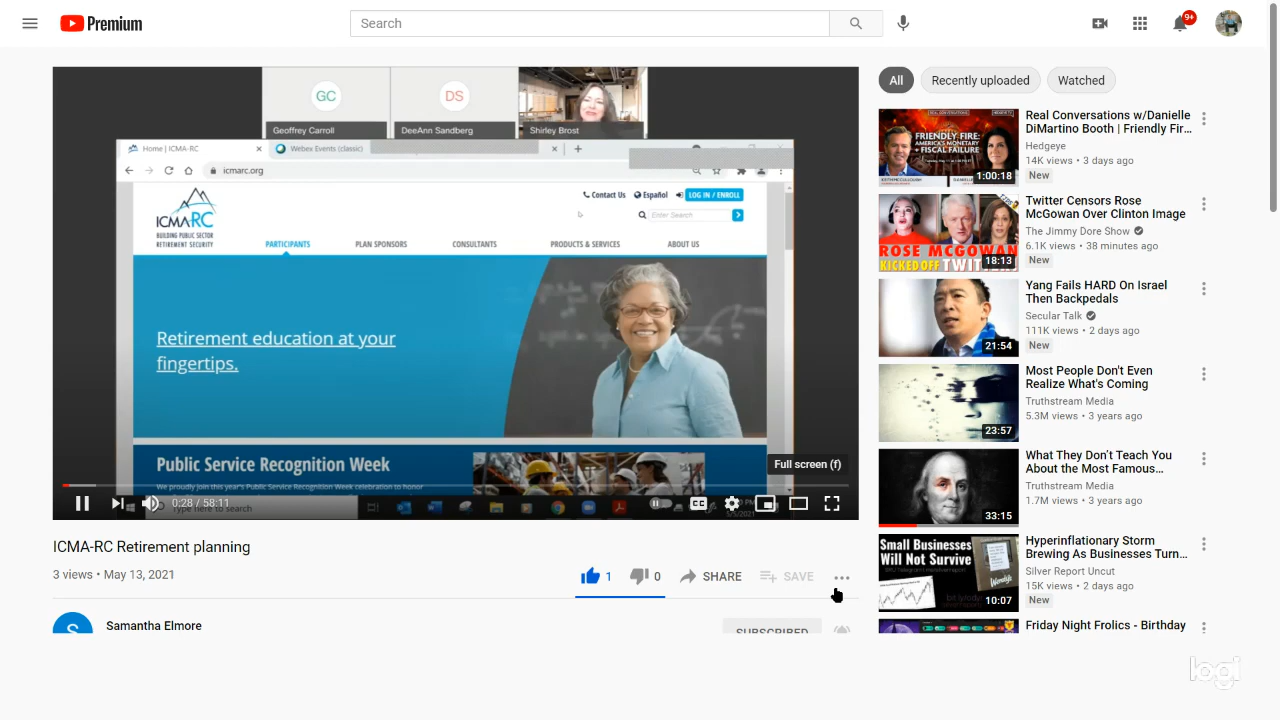 Premium
Search
9+
GC
DS
Geoffrey Carroll
DeeAnn Sandberg
Shirley Brost
Home | ICMA-RC
Webex Events (classic)
icmarc.org
Contact Us
Español
LOG IN / ENROLL
ICMARC
BUILDING PUBLIC SECTOR
RETIREMENT SECURITY
Enter Search
PARTICIPANTS
PLAN SPONSORS
CONSULTANTS
PRODUCTS & SERVICES
ABOUT US
Retirement education at your
fingertips.
Public Service Recognition Week
We proudly join this year's Public Service Recognition Week celebration to honor
Full screen (f)
0:28 / 58:11
Type here to search
ICMA-RC Retirement planning
3 views • May 13, 2021
1
0
SHARE
SAVE
Samantha Elmore
SUBSCRIBED
All
Recently uploaded
Watched
FRIENDLY FIRE:
AMERICA'S MONETARY
+ FISCAL FAILURE
1:00:18
Real Conversations w/Danielle
DiMartino Booth | Friendly Fir...
Hedgeye
14K views • 3 days ago
New
ROSE MCGOWAN
KICKED OFF TWIT
18:13
Twitter Censors Rose
McGowan For Clinton Image
The Jimmy Dore Show
6.1K views • 38 minutes ago
New
21:54
Yang Fails HARD On Israel
Then Backpedals
Secular Talk
111K views • 2 days ago
New
23:57
Most People Don't Even
Realize What's Coming
Truthstream Media
5.3M views • 3 years ago
33:15
What They Don't Teach You
About the Most Famous...
Truthstream Media
1.7M views • 3 years ago
Small Businesses
Will Not Survive
10:07
Hyperinflationary Storm
Brewing As Businesses Turn...
Silver Report Uncut
15K views • 2 days ago
New
Friday Night Frolics - Birthday
logi